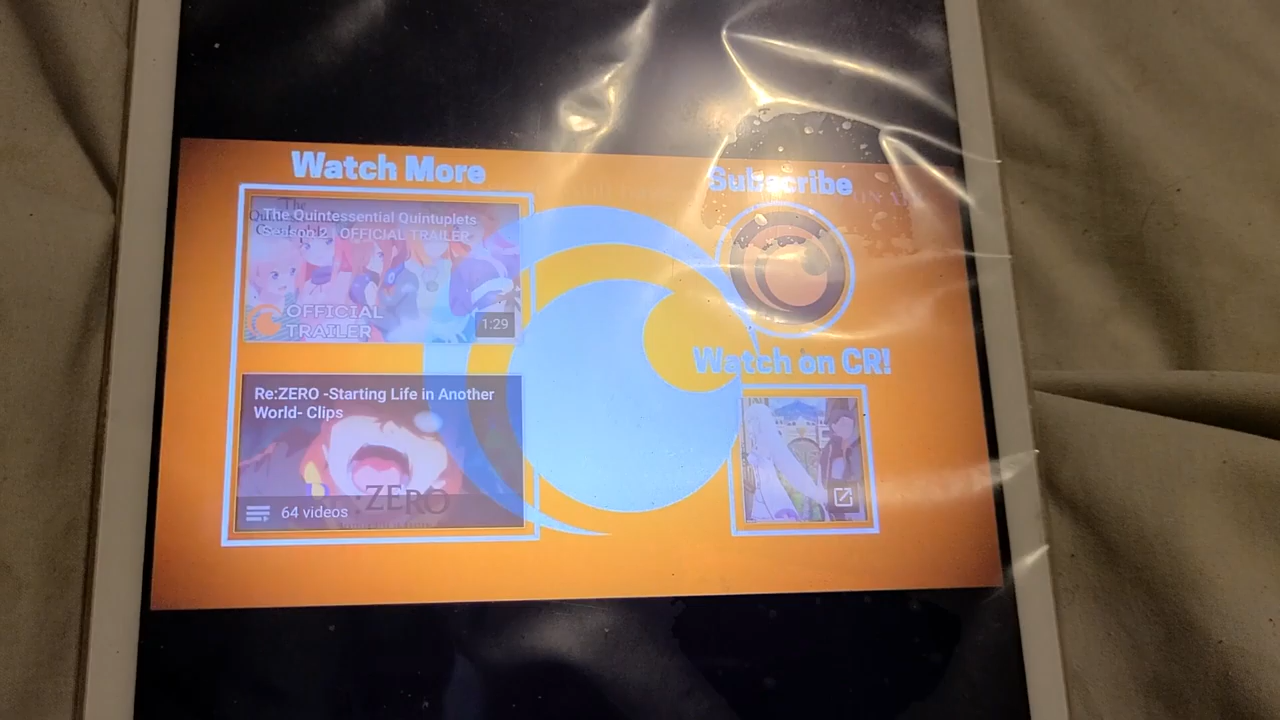 Watch More
Subscribe
The Quintessential Quintuplets
Season 2 | OFFICIAL TRAILER
OFFICIAL
TRAILER
1:29
Watch on CR!
Re:ZERO -Starting Life in Another
World- Clips
ZERO
64 videos